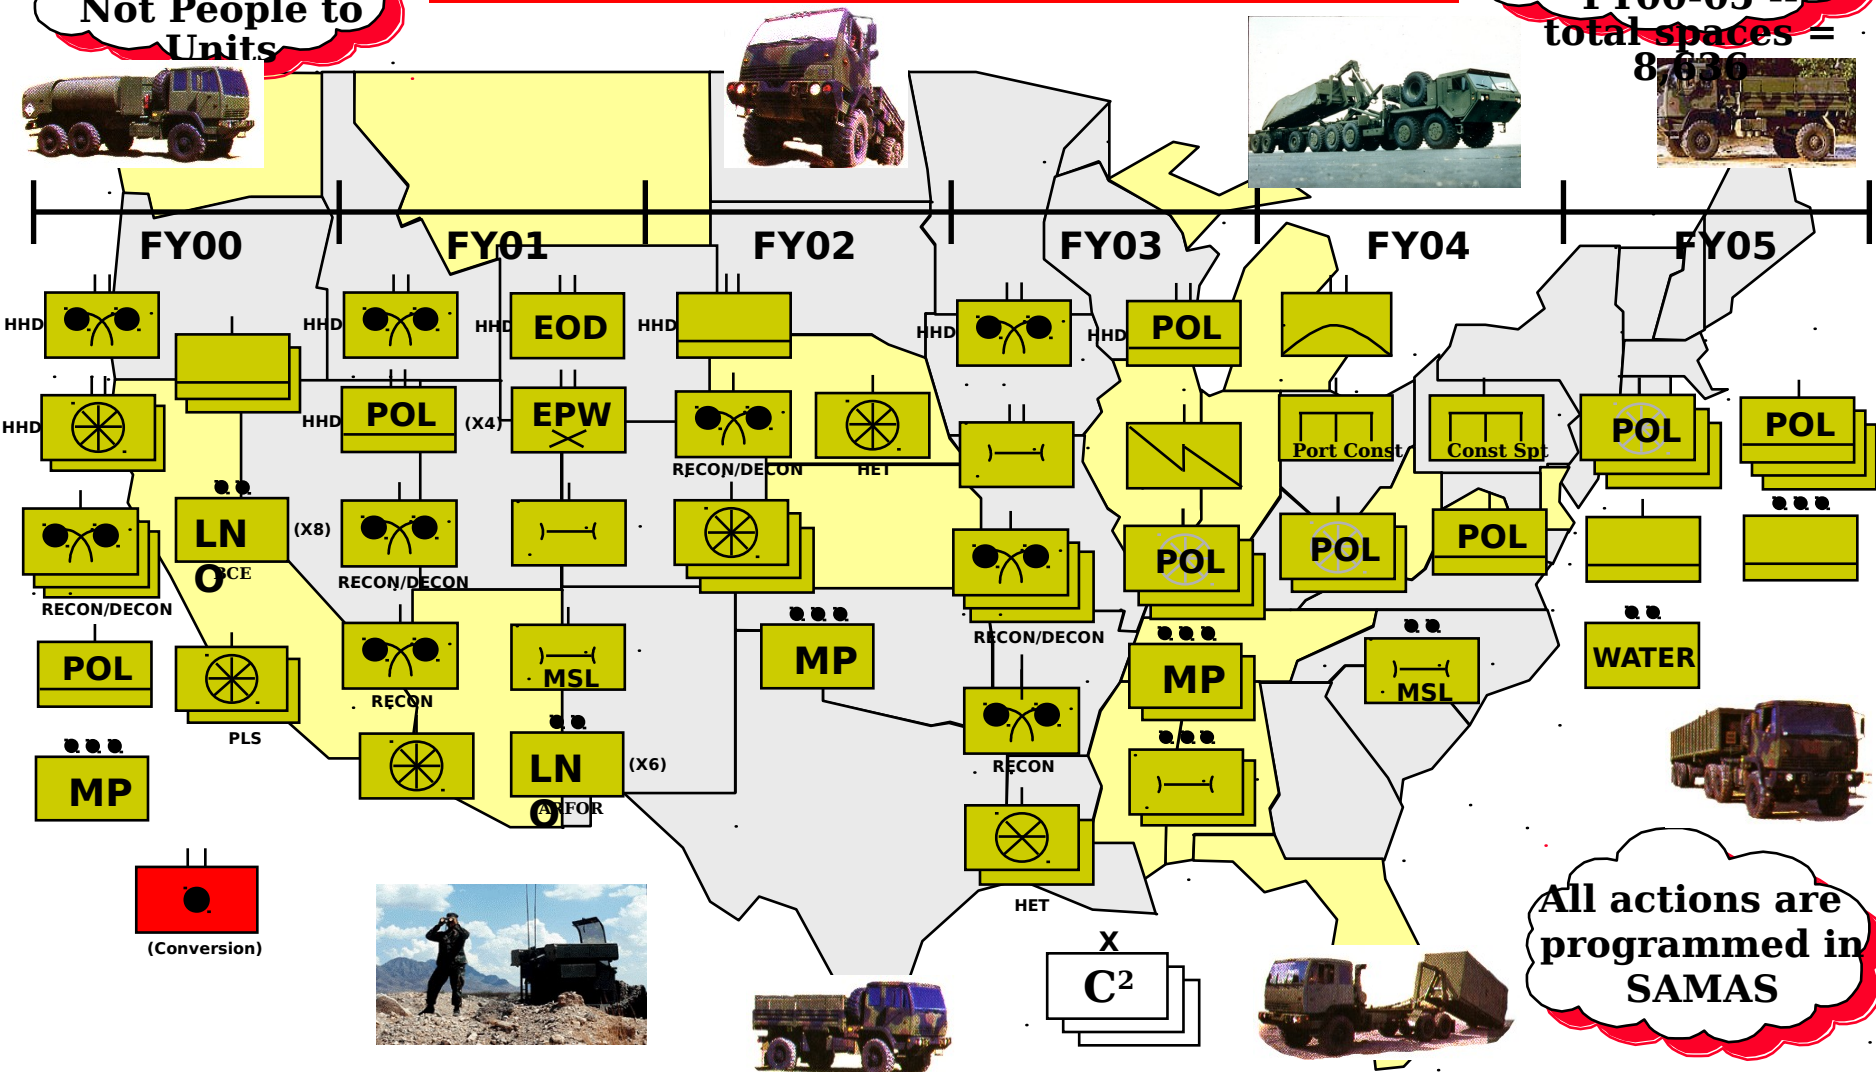 Not People to
Units
total spaces =
8,636
FY00
FY01
FY02
FY03
FY04
FY05
HHD
HHD
HHD
EOD
HHD
HHD
HHD
POL
HHD
HHD
POL
(X4)
EPW
RECON/DECON
HET
Port Const
Const Spt
POL
POL
LN
O
(X8)
BCE
RECON/DECON
RECON/DECON
RECON/DECON
POL
POL
POL
POL
PLS
RECON
MSL
MP
MP
MSL
WATER
MP
LN
O
(X6)
ARFOR
RECON
HET
(Conversion)
X
C²
All actions are
programmed in
SAMAS